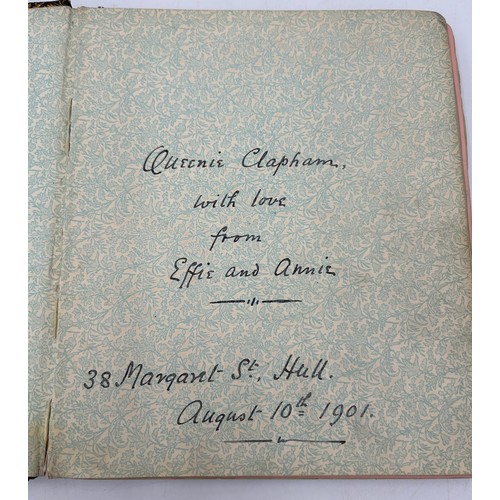 Queenie Clapham,
with love
from
Effie and Annie
38 Margaret St., Hull.
August 10th 1901.